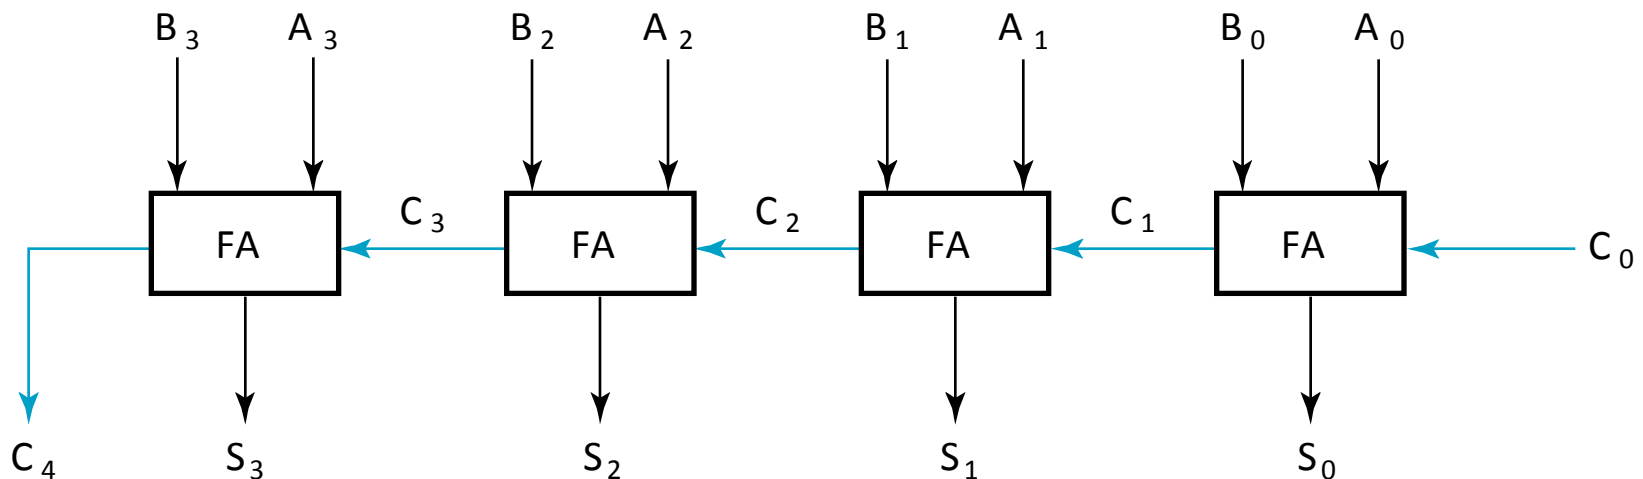 B₃ A₃ B₂ A₂ B₁ A₁ B₀ A₀
C₃ C₂ C₁
FA FA FA FA C₀
C₄ S₃ S₂ S₁ S₀